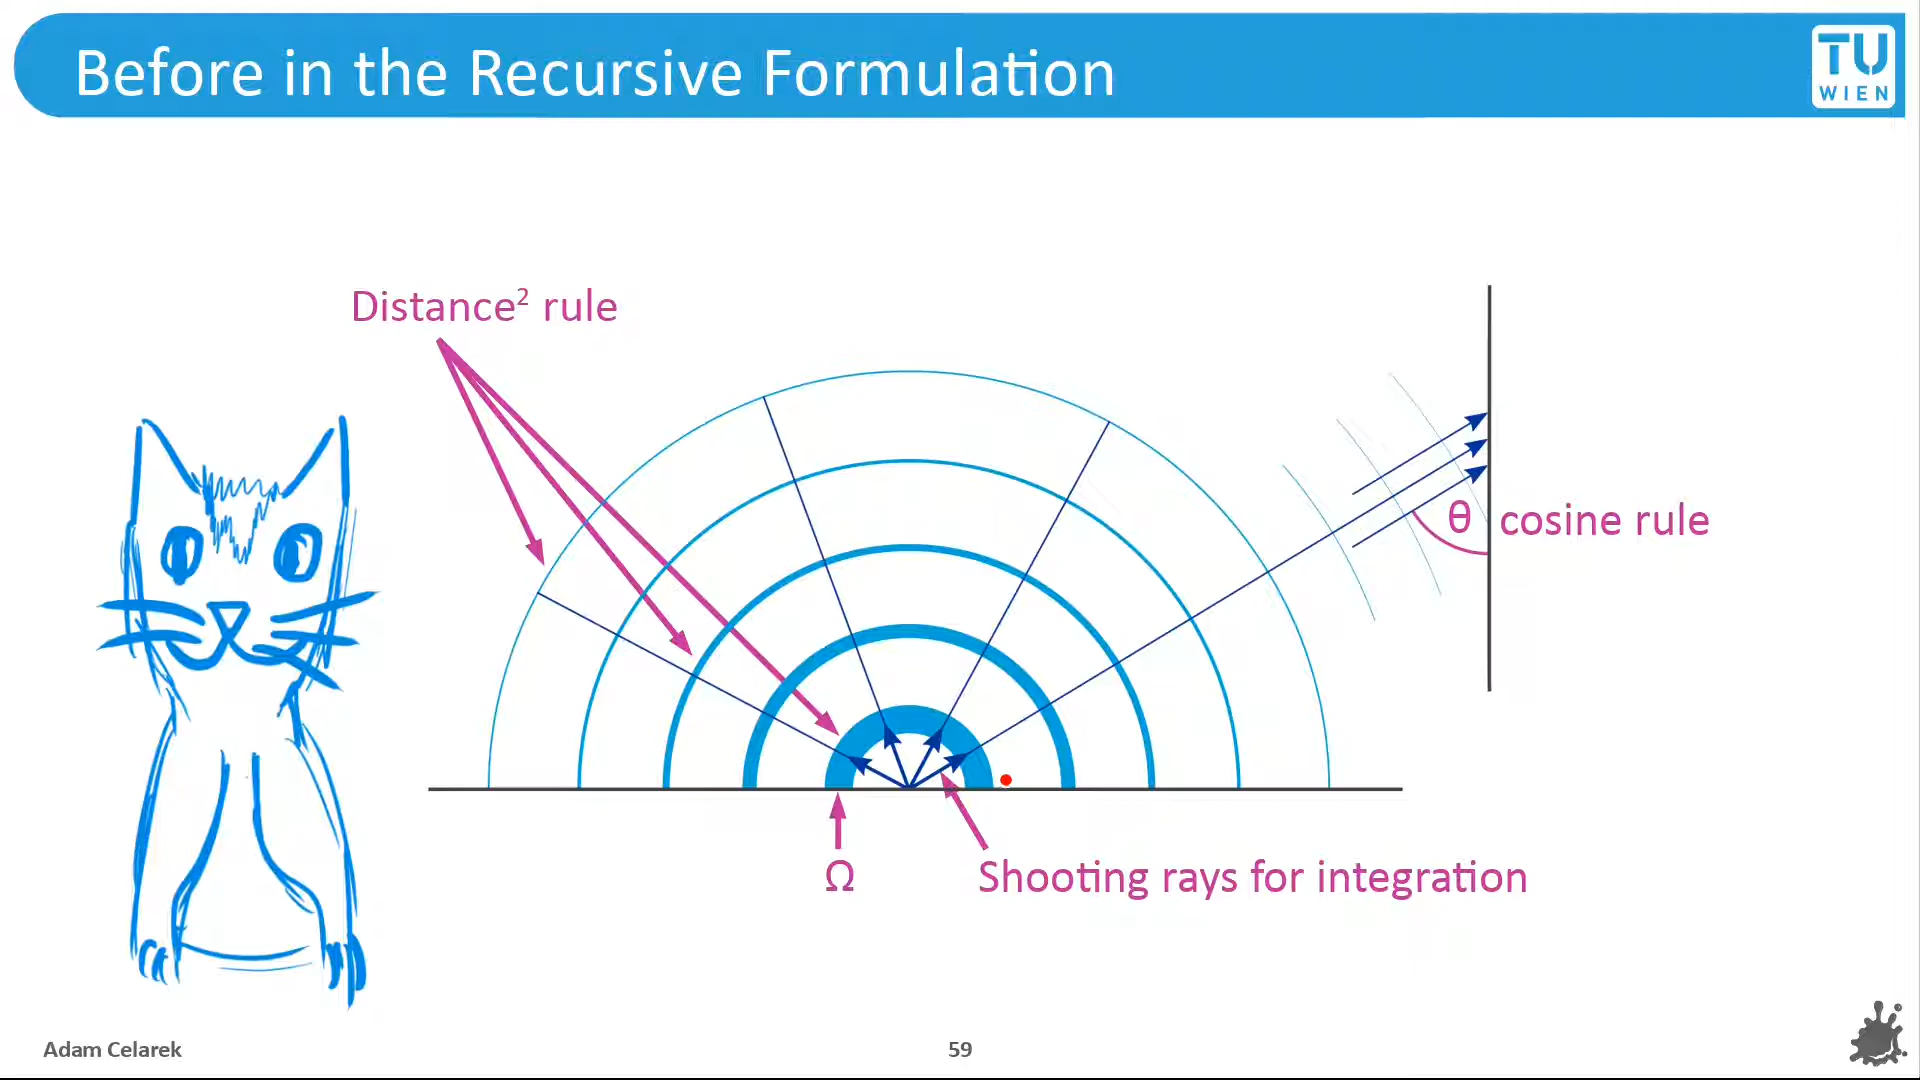 Before in the Recursive Formulation
TU
WIEN
Distance² rule
θ
cosine rule
Ω
Shooting rays for integration
Adam Celarek
59